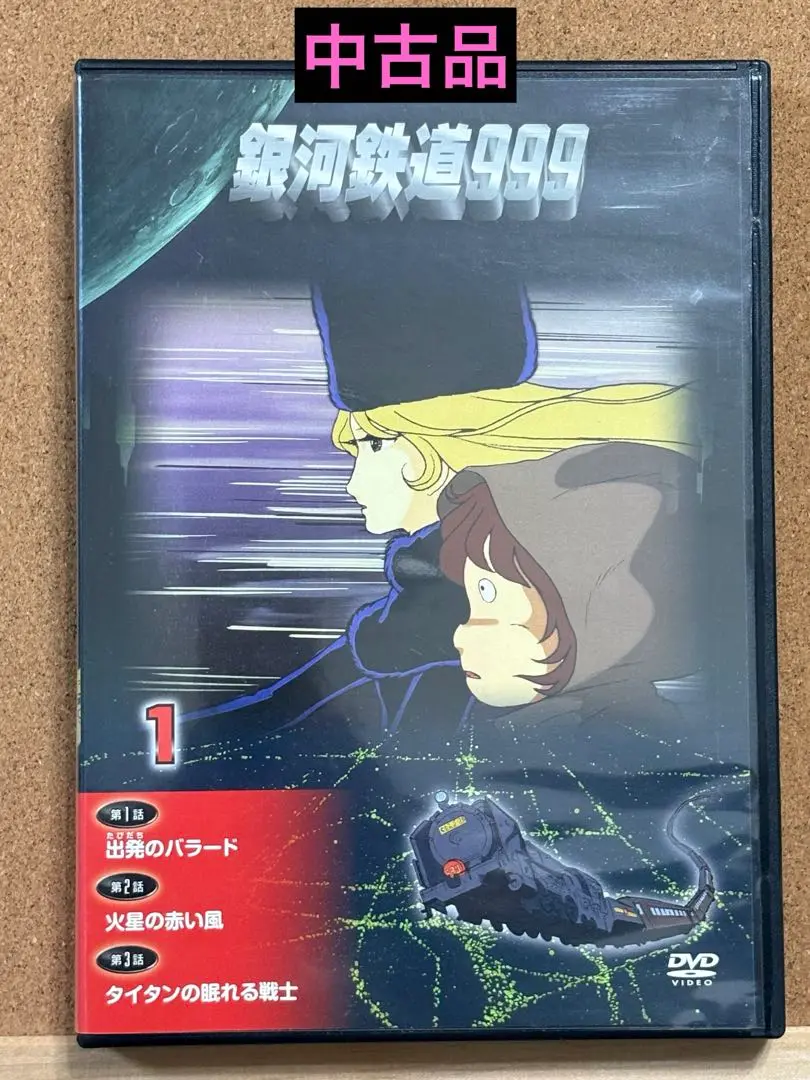 中古品
銀河鉄道999
1
第1話
たびだち
出発のバラード
第2話
火星の赤い風
第3話
タイタンの眠れる戦士
DVD
VIDEO